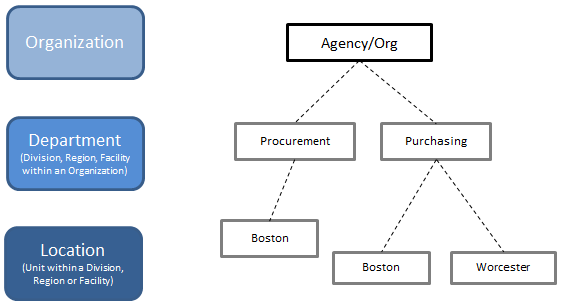 Organization
Agency/Org
Department
(Division, Region, Facility
within an Organization)
Procurement
Purchasing
Location
(Unit within a Division,
Region or Facility)
Boston
Boston
Worcester